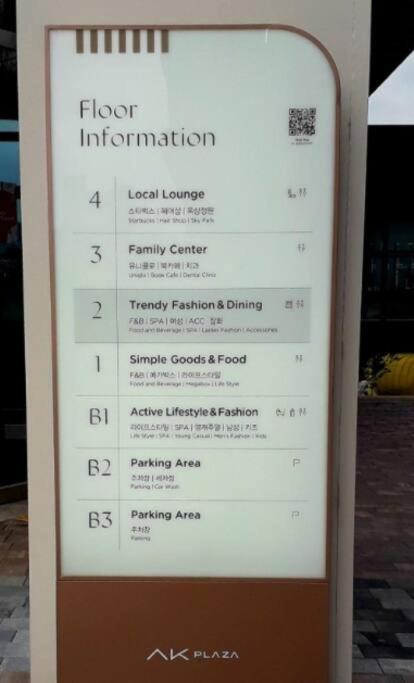 Floor
Information
4 Local Lounge
스타벅스 | 헤어샵 | 옥상정원
Starbucks | Hair Shop | Sky Park
3 Family Center
유니클로 | 북카페 | 치과
Uniqlo | Book Cafe | Dental Clinic
2 Trendy Fashion & Dining
F&B | SPA | 여성 | ACC 잡화
Food and Beverage | SPA | Ladies Fashion | Accessories
1 Simple Goods & Food
F&B | 메가박스 | 라이프스타일
Food and Beverage | Megabox | Life Style
B1 Active Lifestyle & Fashion
라이프스타일 | SPA | 영캐주얼 | 남성 | 키즈
Life Style | SPA | Young Casual | Men's Fashion | Kids
B2 Parking Area
주차장 | 세차장
Parking | Car Wash
B3 Parking Area
주차장
Parking
AK PLAZA